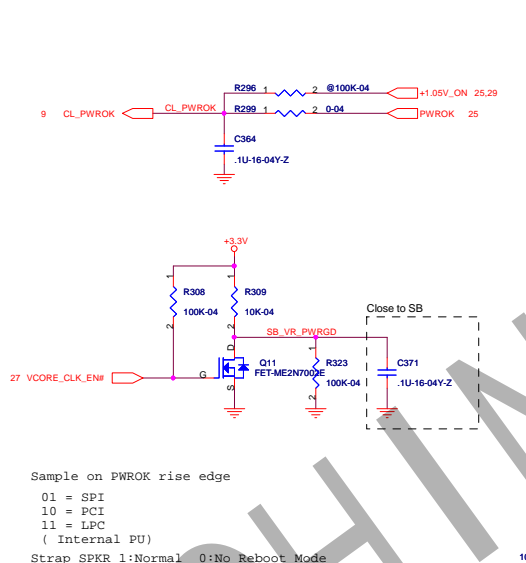 R296 1 2 @100K-04 +1.05V_ON 25,29
9 CL_PWROK CL_PWROK R299 1 2 0-04 PWROK 25
C364
.1U-16-04Y-Z
+3.3V
1 1
R308 R309 Close to SB
100K-04 10K-04
2 2 SB_VR_PWRGD
D 1
Q11 R323 C371
27 VCORE_CLK_EN# G FET-ME2N7002E
S 100K-04 .1U-16-04Y-Z
2
Sample on PWROK rise edge
01 = SPI
10 = PCI
11 = LPC
( Internal PU)
Strap SPKR 1:Normal 0:No Reboot Mode
10